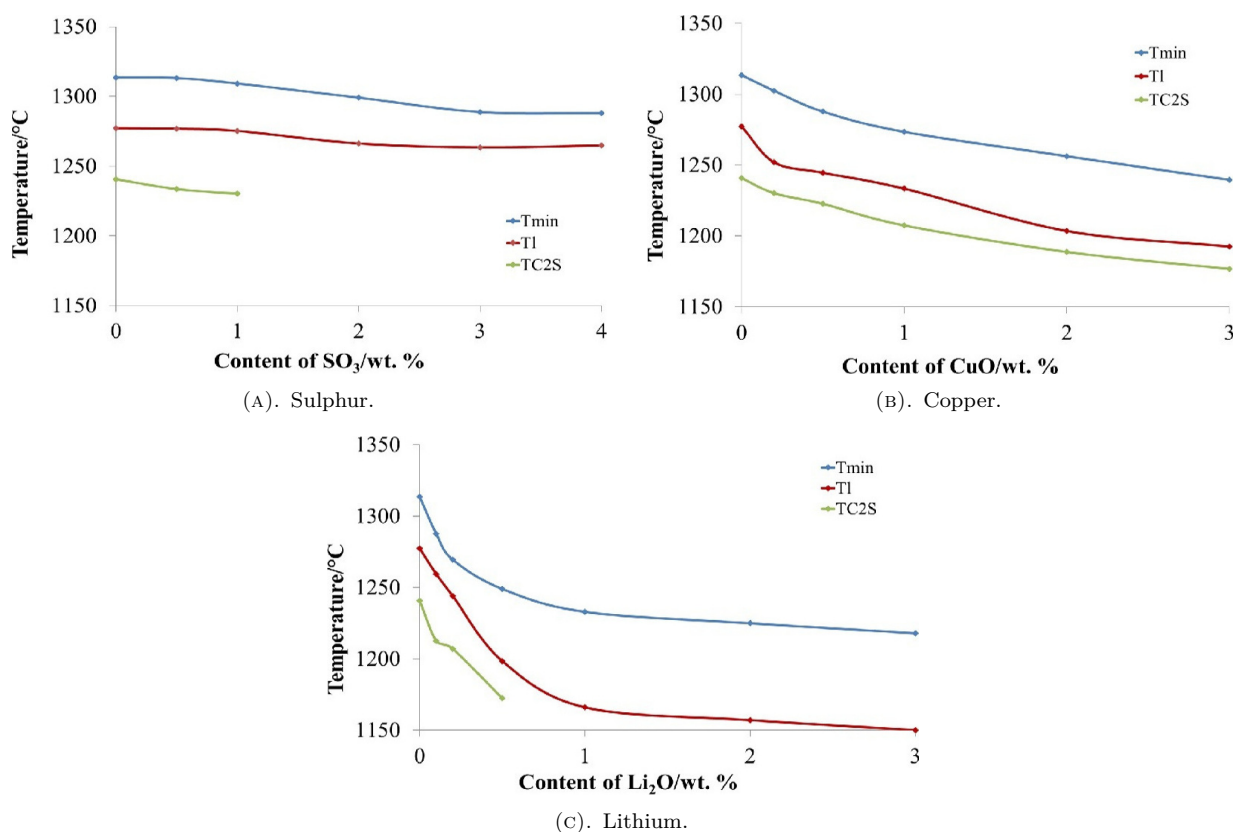 1350
1300
1250
1200
1150
Temperature/°C
0 1 2 3 4
Content of SO₃/wt. %
Tmin
Tl
TC2S
(A). Sulphur.
1350
1300
1250
1200
1150
Temperature/°C
0 1 2 3
Content of CuO/wt. %
Tmin
Tl
TC2S
(B). Copper.
1350
1300
1250
1200
1150
Temperature/°C
0 1 2 3
Content of Li₂O/wt. %
Tmin
Tl
TC2S
(C). Lithium.